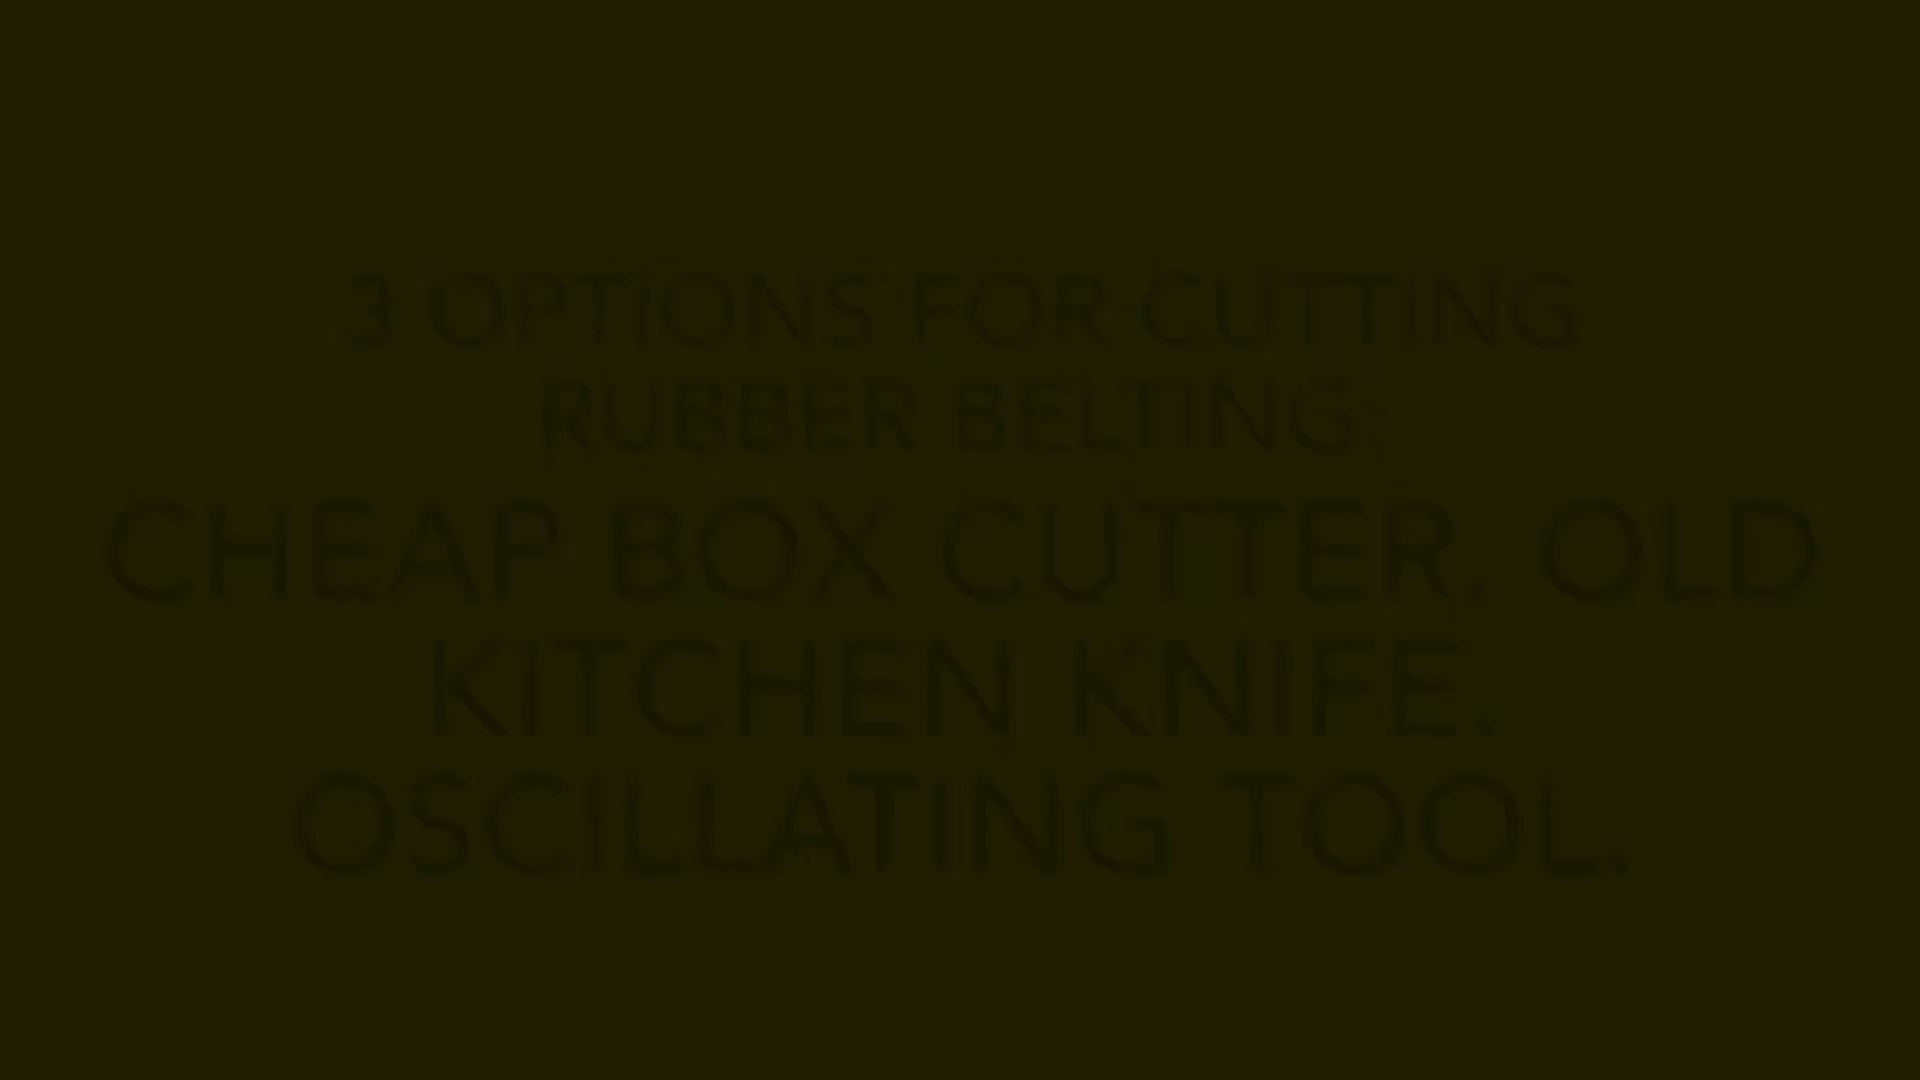 3 OPTIONS FOR CUTTING
RUBBER BELTING:
CHEAP BOX CUTTER. OLD
KITCHEN KNIFE.
OSCILLATING TOOL.